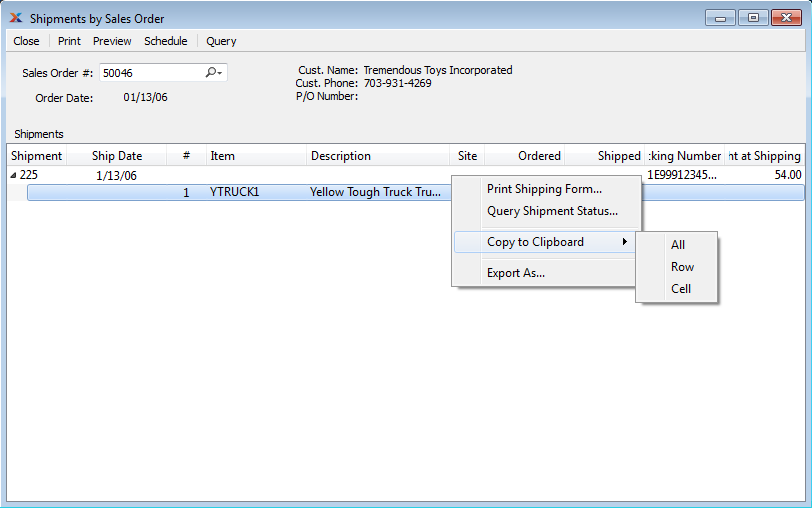 Shipments by Sales Order
Close Print Preview Schedule Query
Sales Order #: 50046
Cust. Name: Tremendous Toys Incorporated
Cust. Phone: 703-931-4269
Order Date: 01/13/06
P/O Number:
Shipments
Shipment Ship Date # Item Description Site Ordered Shipped :king Number nt at Shipping
225 1/13/06 1E99912345... 54.00
1 YTRUCK1 Yellow Tough Truck Tru...
Print Shipping Form...
Query Shipment Status...
Copy to Clipboard
All
Row
Cell
Export As...